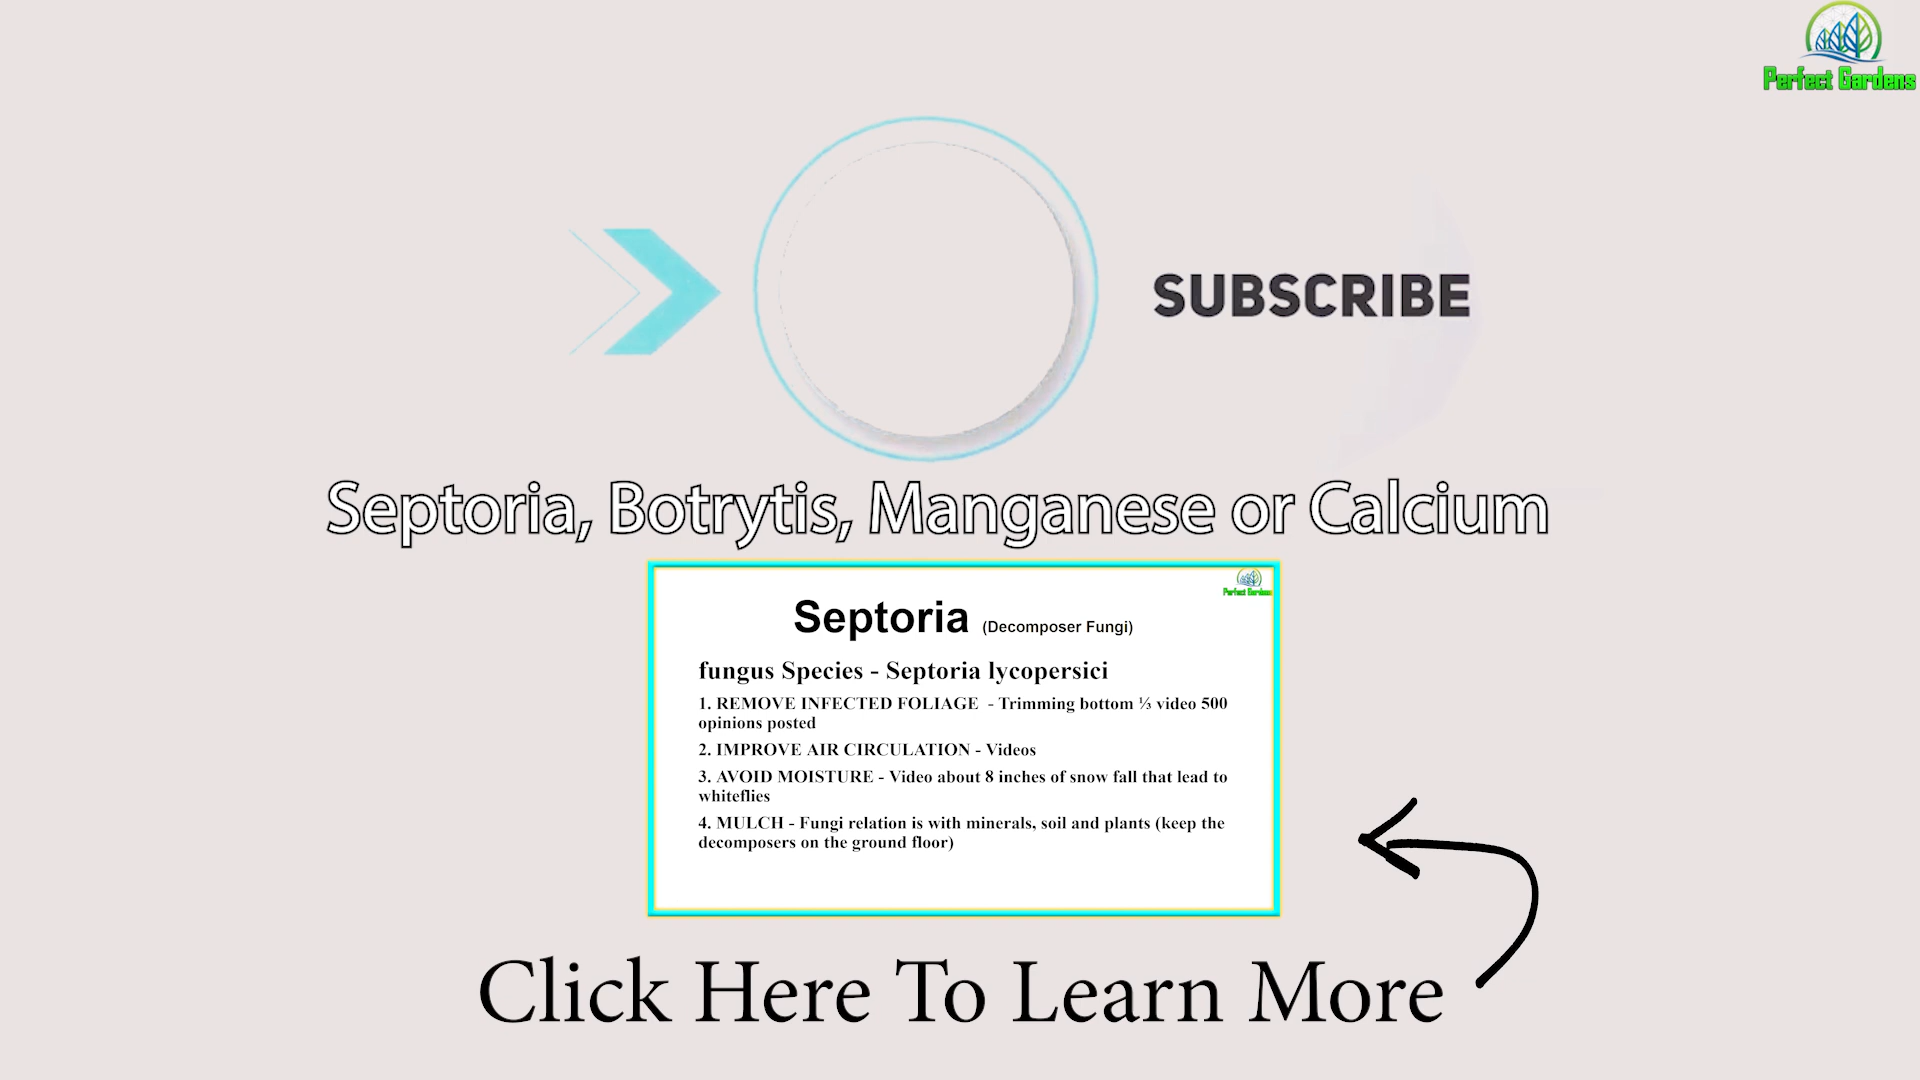 Perfect Gardens
SUBSCRIBE
Septoria, Botrytis, Manganese or Calcium
Perfect Gardens
Septoria (Decomposer Fungi)
fungus Species - Septoria lycopersici
1. REMOVE INFECTED FOLIAGE - Trimming bottom ⅓ video 500
opinions posted
2. IMPROVE AIR CIRCULATION - Videos
3. AVOID MOISTURE - Video about 8 inches of snow fall that lead to
whiteflies
4. MULCH - Fungi relation is with minerals, soil and plants (keep the
decomposers on the ground floor)
Click Here To Learn More